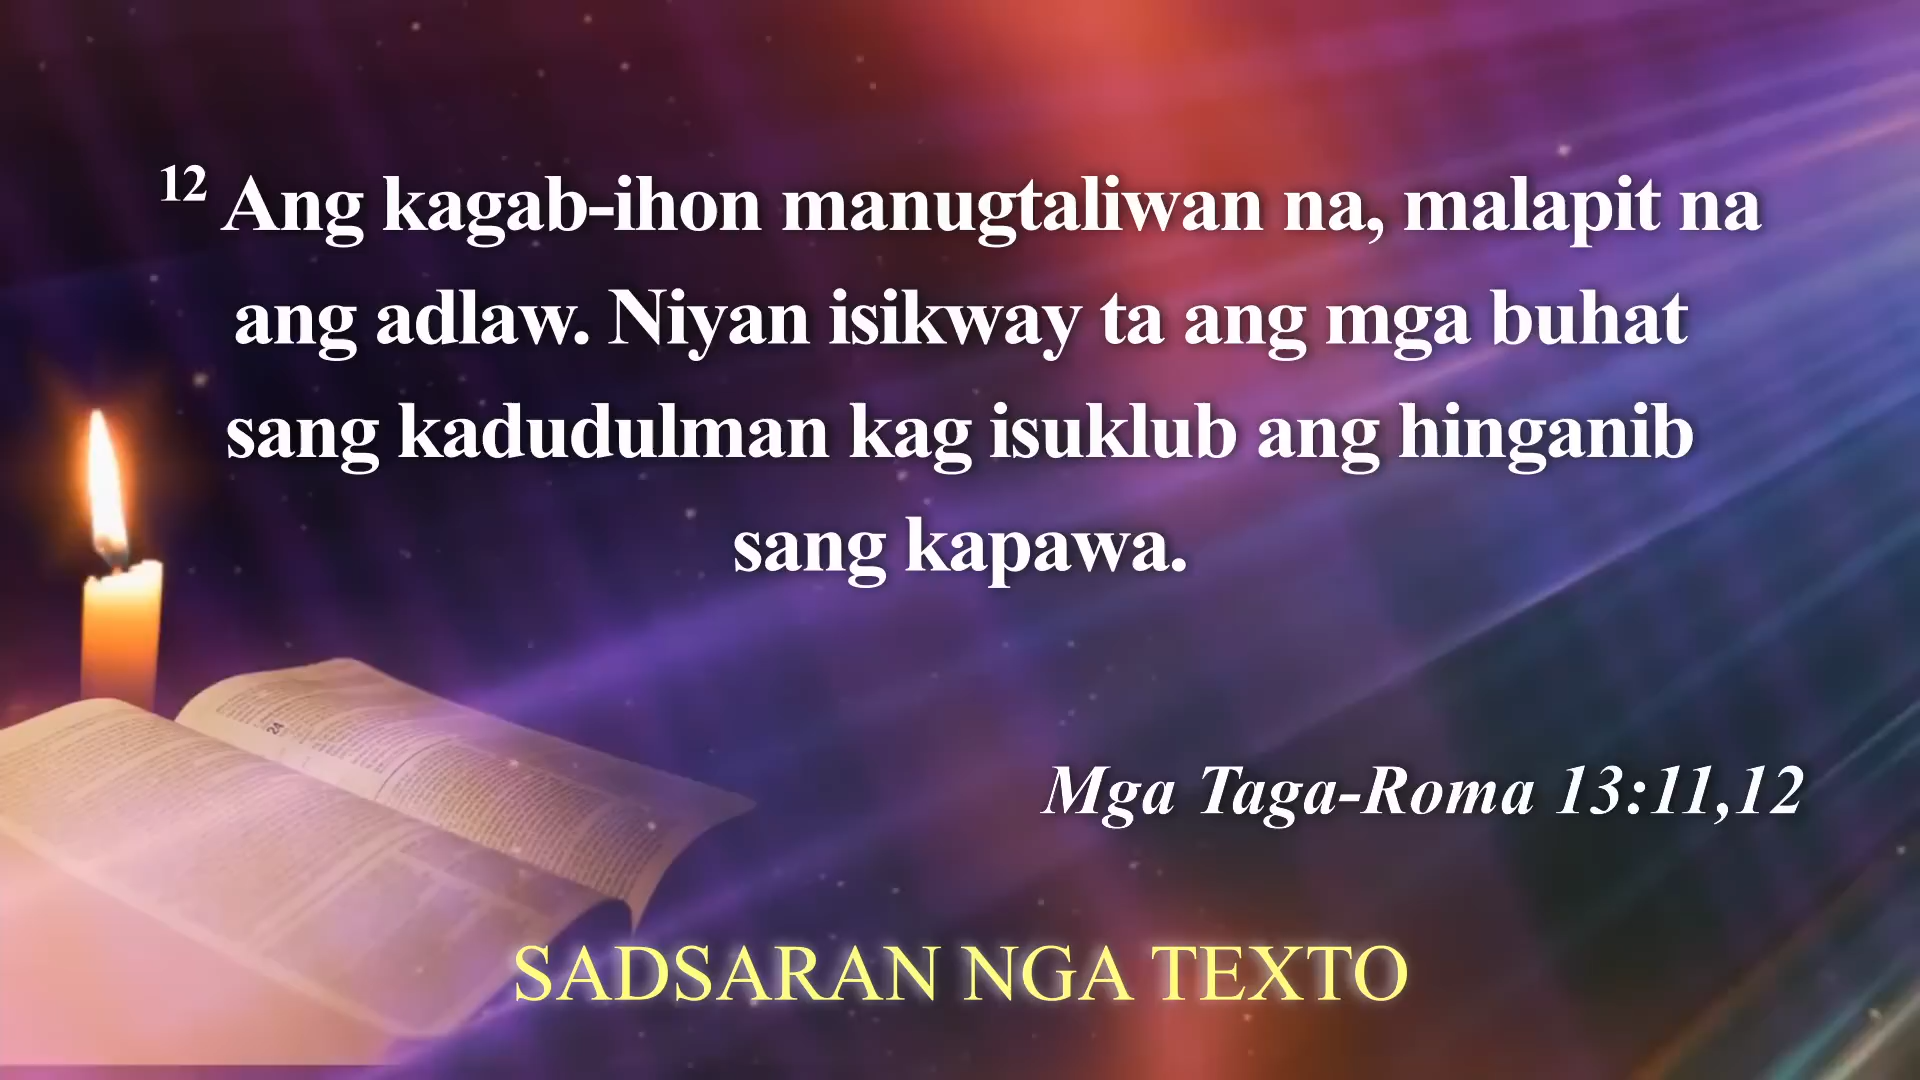 12 Ang kagab-ihon manugtaliwan na, malapit na
ang adlaw. Niyan isikway ta ang mga buhat
sang kadudulman kag isuklub ang hinganib
sang kapawa.
Mga Taga-Roma 13:11,12
SADSARAN NGA TEXTO